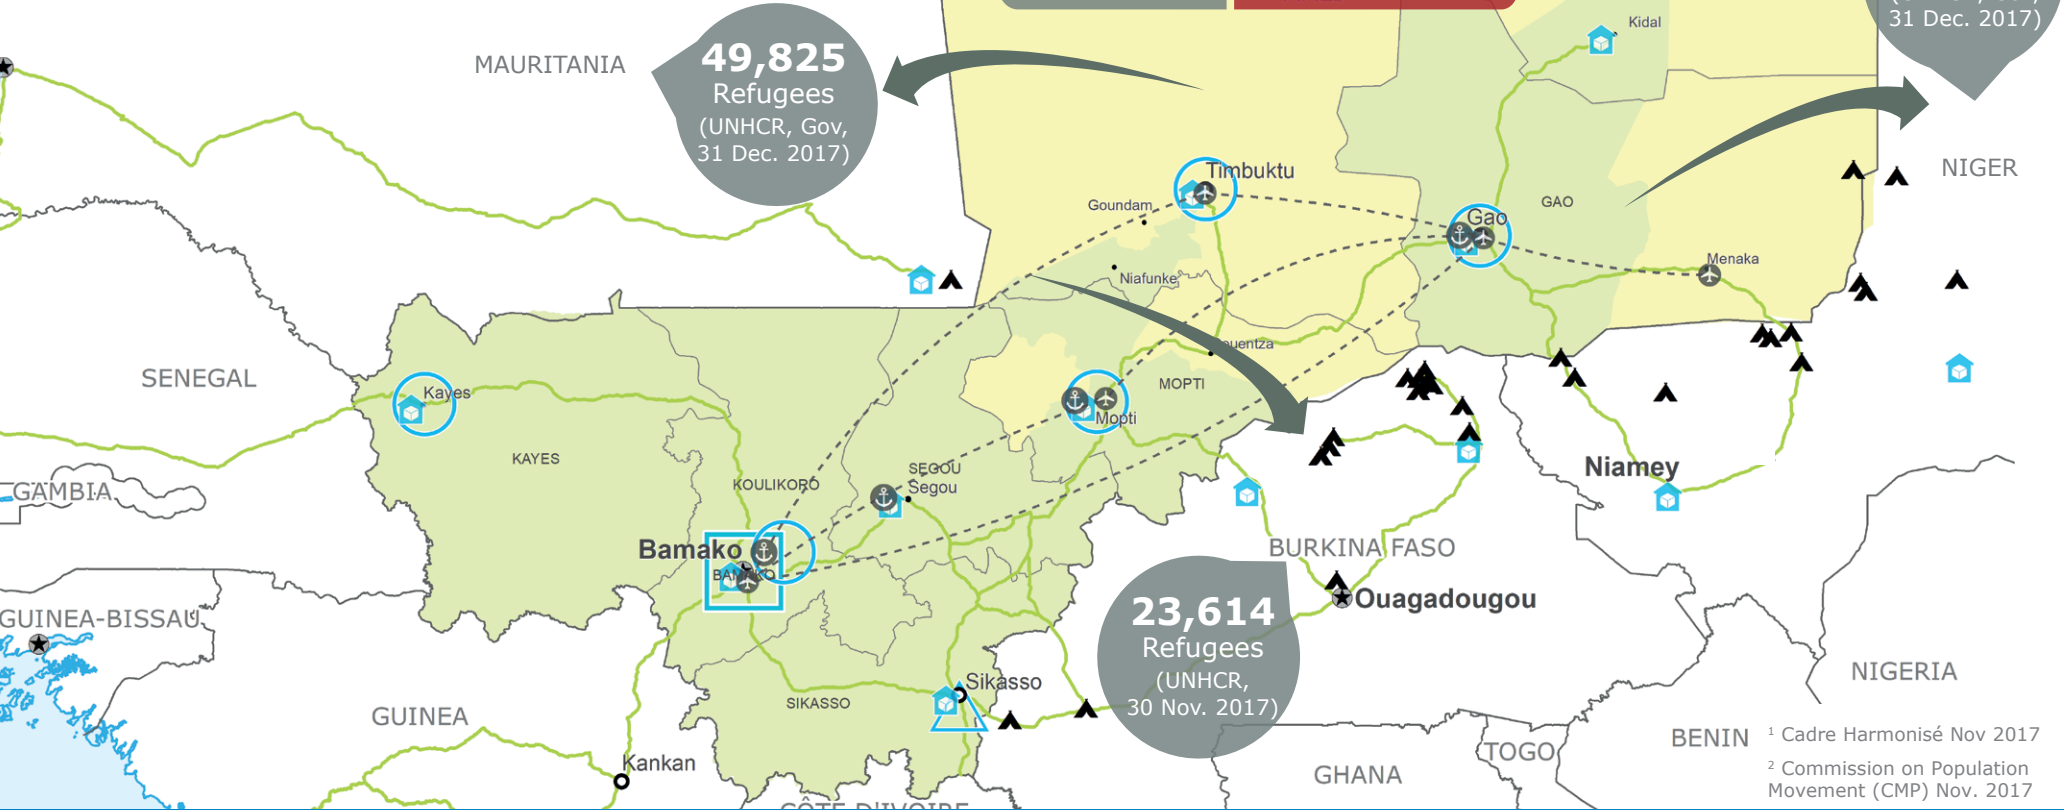 31 Dec. 2017)
Kidal
MAURITANIA
49,825
Refugees
(UNHCR, Gov,
31 Dec. 2017)
NIGER
Timbuktu
Goundam
GAO
Gao
Niafunke
Menaka
SENEGAL
Kayes
MOPTI
Mopti
KAYES
SEGOU
Segou
KOULIKORO
Niamey
GAMBIA
Bamako
BAMAKO
BURKINA FASO
Ouagadougou
GUINEA-BISSAU
23,614
Refugees
(UNHCR,
30 Nov. 2017)
NIGERIA
Sikasso
SIKASSO
GUINEA
Kankan
BENIN
TOGO
GHANA
CÔTE D'IVOIRE
¹ Cadre Harmonisé Nov 2017
² Commission on Population
Movement (CMP) Nov. 2017